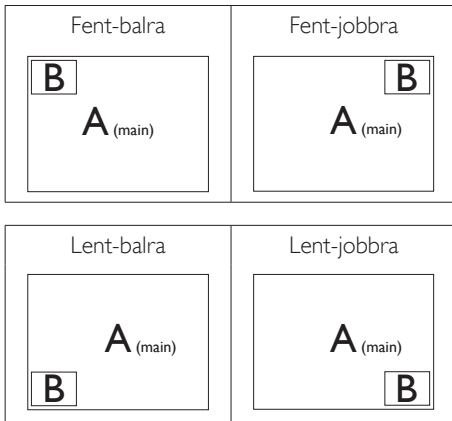 Fent-balra
Fent-jobbra
B
A (main)
B
A (main)
Lent-balra
Lent-jobbra
A (main)
B
A (main)
B